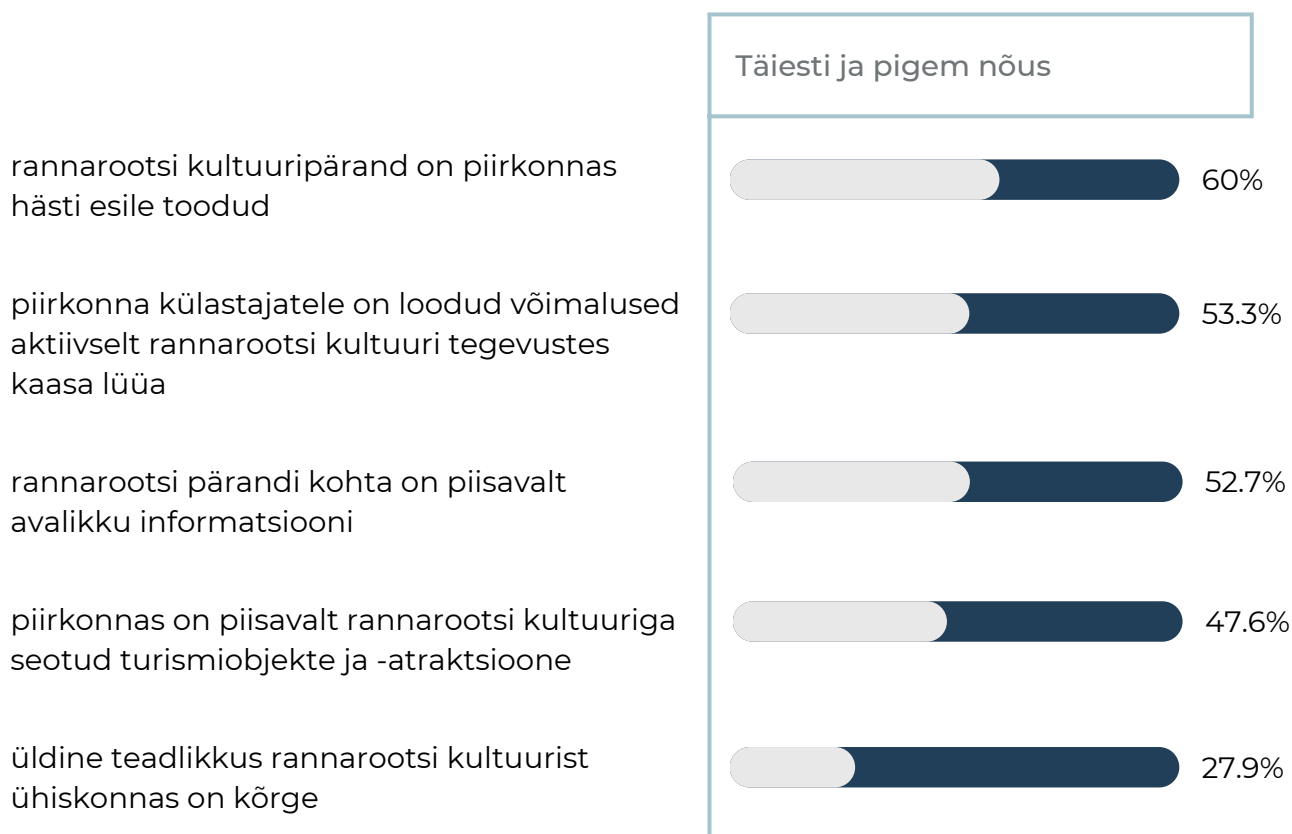 Täiesti ja pigem nõus
rannarootsi kultuuripärand on piirkonnas
hästi esile toodud
60%
piirkonna külastajatele on loodud võimalused
aktiivselt rannarootsi kultuuri tegevustes
kaasa lüüa
53.3%
rannarootsi pärandi kohta on piisavalt
avalikku informatsiooni
52.7%
piirkonnas on piisavalt rannarootsi kultuuriga
seotud turismiobjekte ja -atraktsioone
47.6%
üldine teadlikkus rannarootsi kultuurist
ühiskonnas on kõrge
27.9%